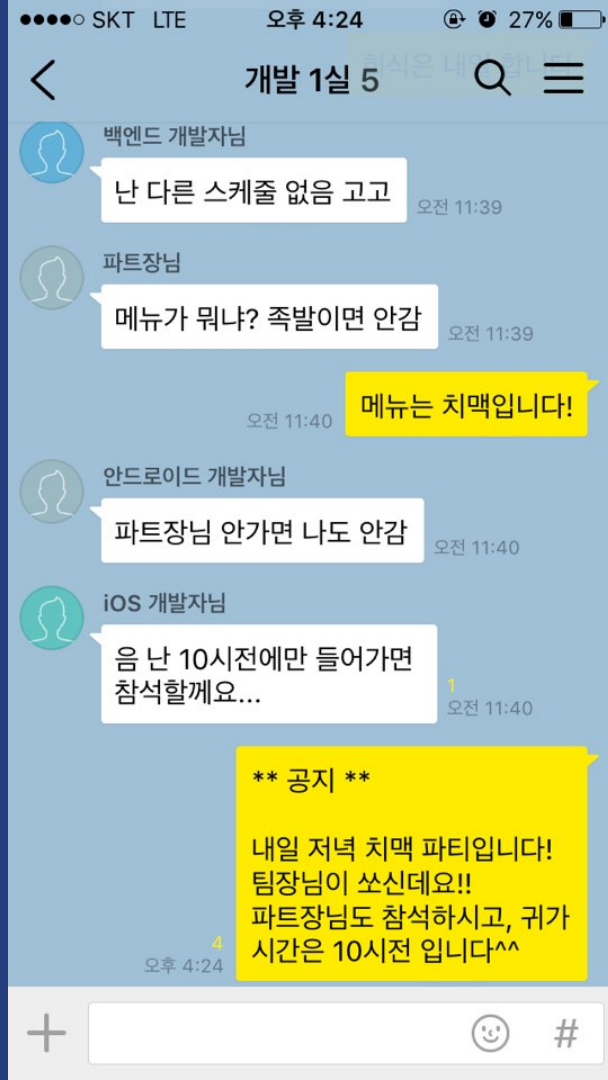 SKT LTE 오후 4:24 27%
회식은 내일 합니다
개발 1실 5
백엔드 개발자님
난 다른 스케줄 없음 고고
오전 11:39
파트장님
메뉴가 뭐냐? 족발이면 안감
오전 11:39
메뉴는 치맥입니다!
오전 11:40
안드로이드 개발자님
파트장님 안가면 나도 안감
오전 11:40
iOS 개발자님
음 난 10시전에만 들어가면
참석할께요...
1
오전 11:40
** 공지 **
내일 저녁 치맥 파티입니다!
팀장님이 쏘신데요!!
파트장님도 참석하시고, 귀가
시간은 10시전 입니다^^
4
오후 4:24
#